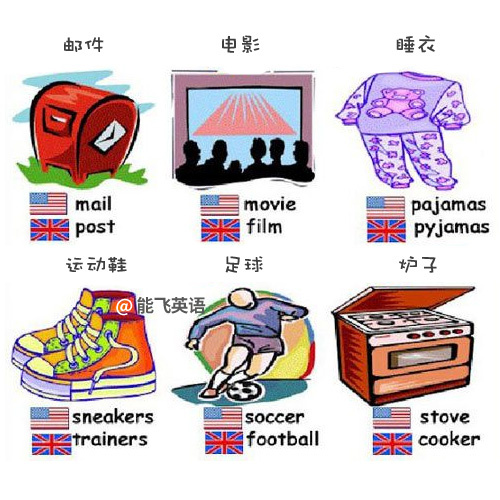 邮件
电影
睡衣
mail
post
movie
film
pajamas
pyjamas
运动鞋
足球
炉子
@能飞英语
sneakers
trainers
soccer
football
stove
cooker